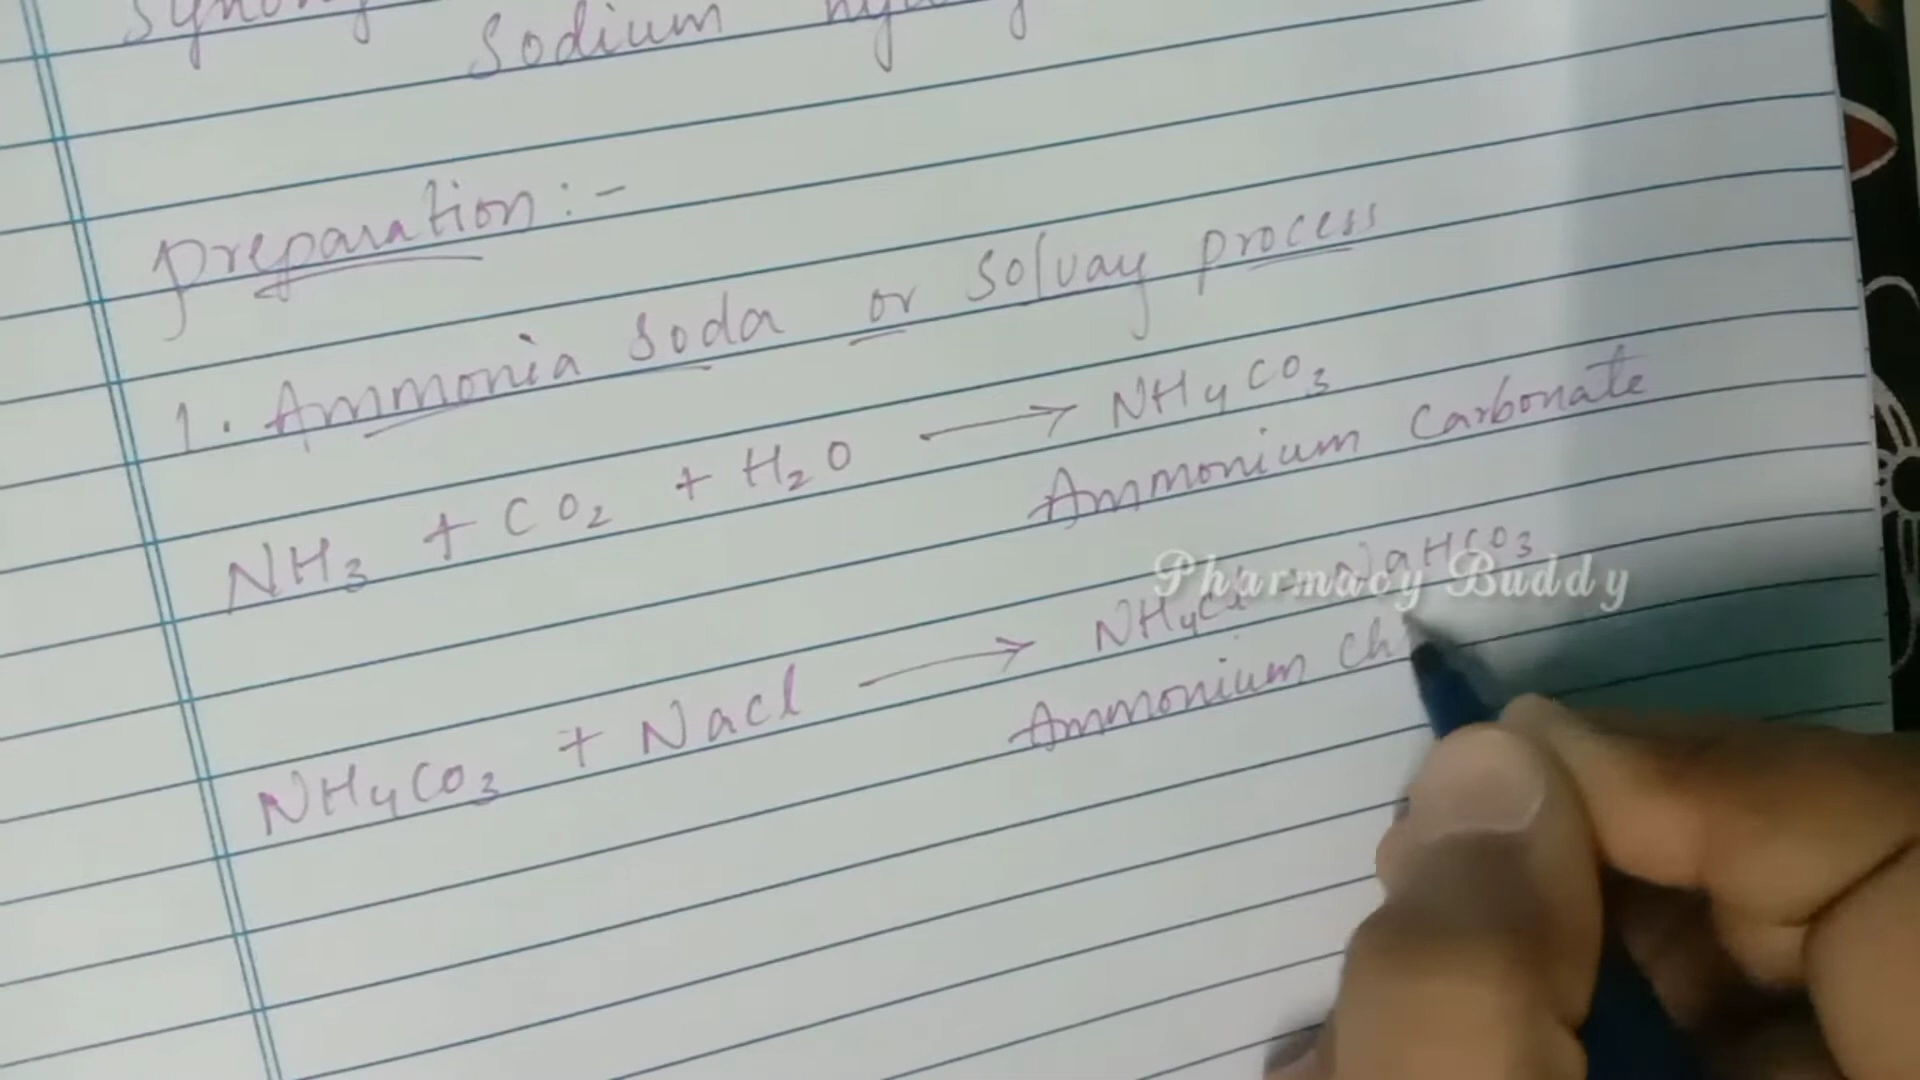 Sodium
preparation:-
1. Ammonia Soda or Solvay process
NH3 + CO2 + H2O → NH4CO3
Ammonium Carbonate
NH4CO3 + NaCl → NH4Cl + NaHCO3
Ammonium Ch
Pharmacy Buddy